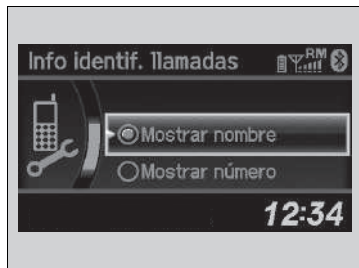 Info identif. llamadas RM
Mostrar nombre
Mostrar número
12:34